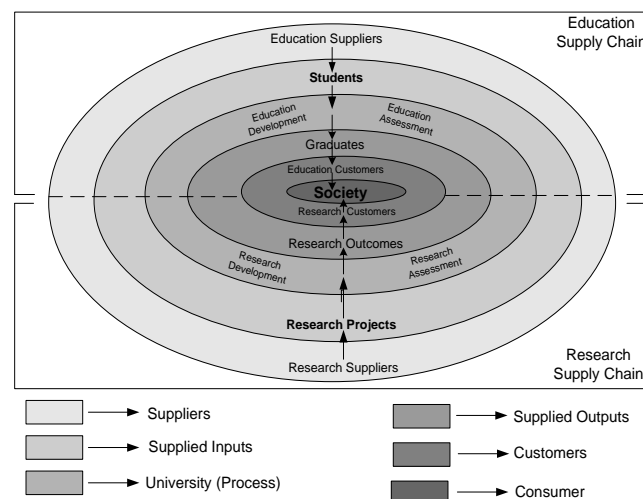 Education
Supply Chain
Education Suppliers
Students
Education
Development
Education
Assessment
Graduates
Education Customers
Society
Research Customers
Research Outcomes
Research
Development
Research
Assessment
Research Projects
Research Suppliers
Research
Supply Chain
Suppliers
Supplied Inputs
University (Process)
Supplied Outputs
Customers
Consumer